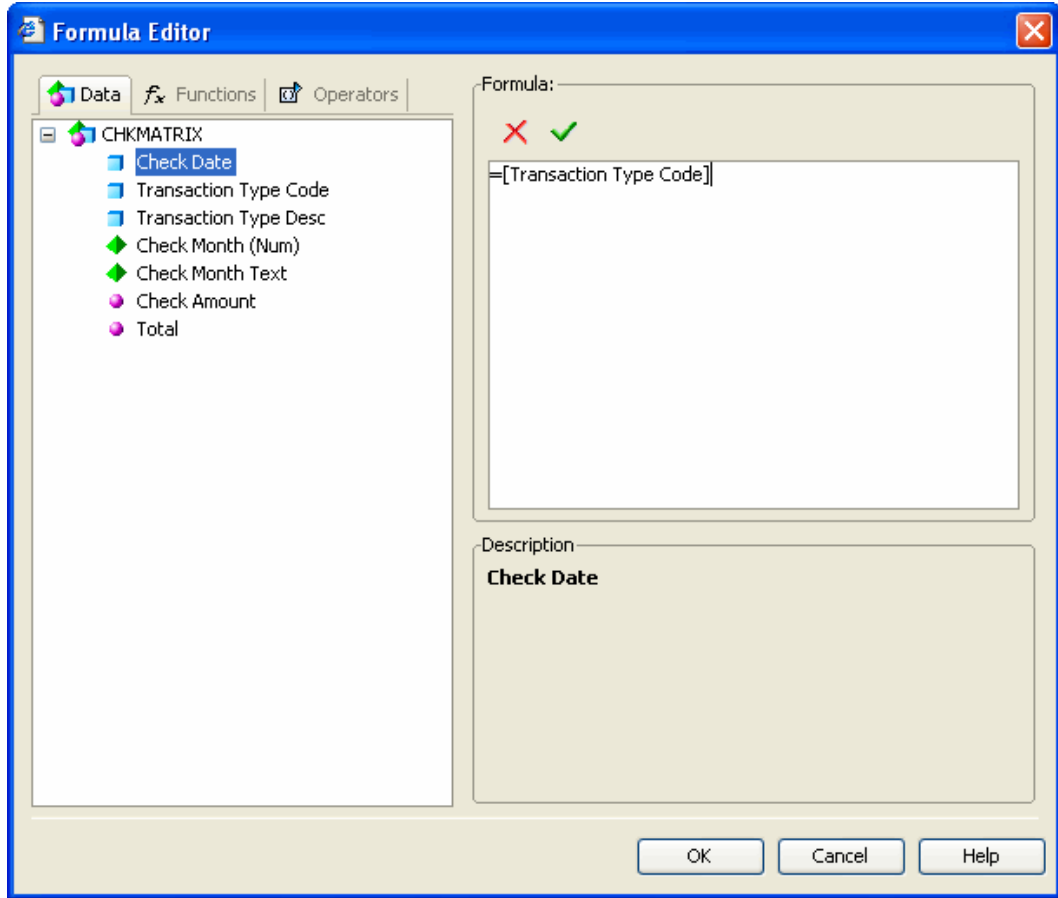 Formula Editor
Data
fx Functions
Operators
CHKMATRIX
Check Date
Transaction Type Code
Transaction Type Desc
Check Month (Num)
Check Month Text
Check Amount
Total
Formula:
=[Transaction Type Code]
Description
Check Date
OK
Cancel
Help